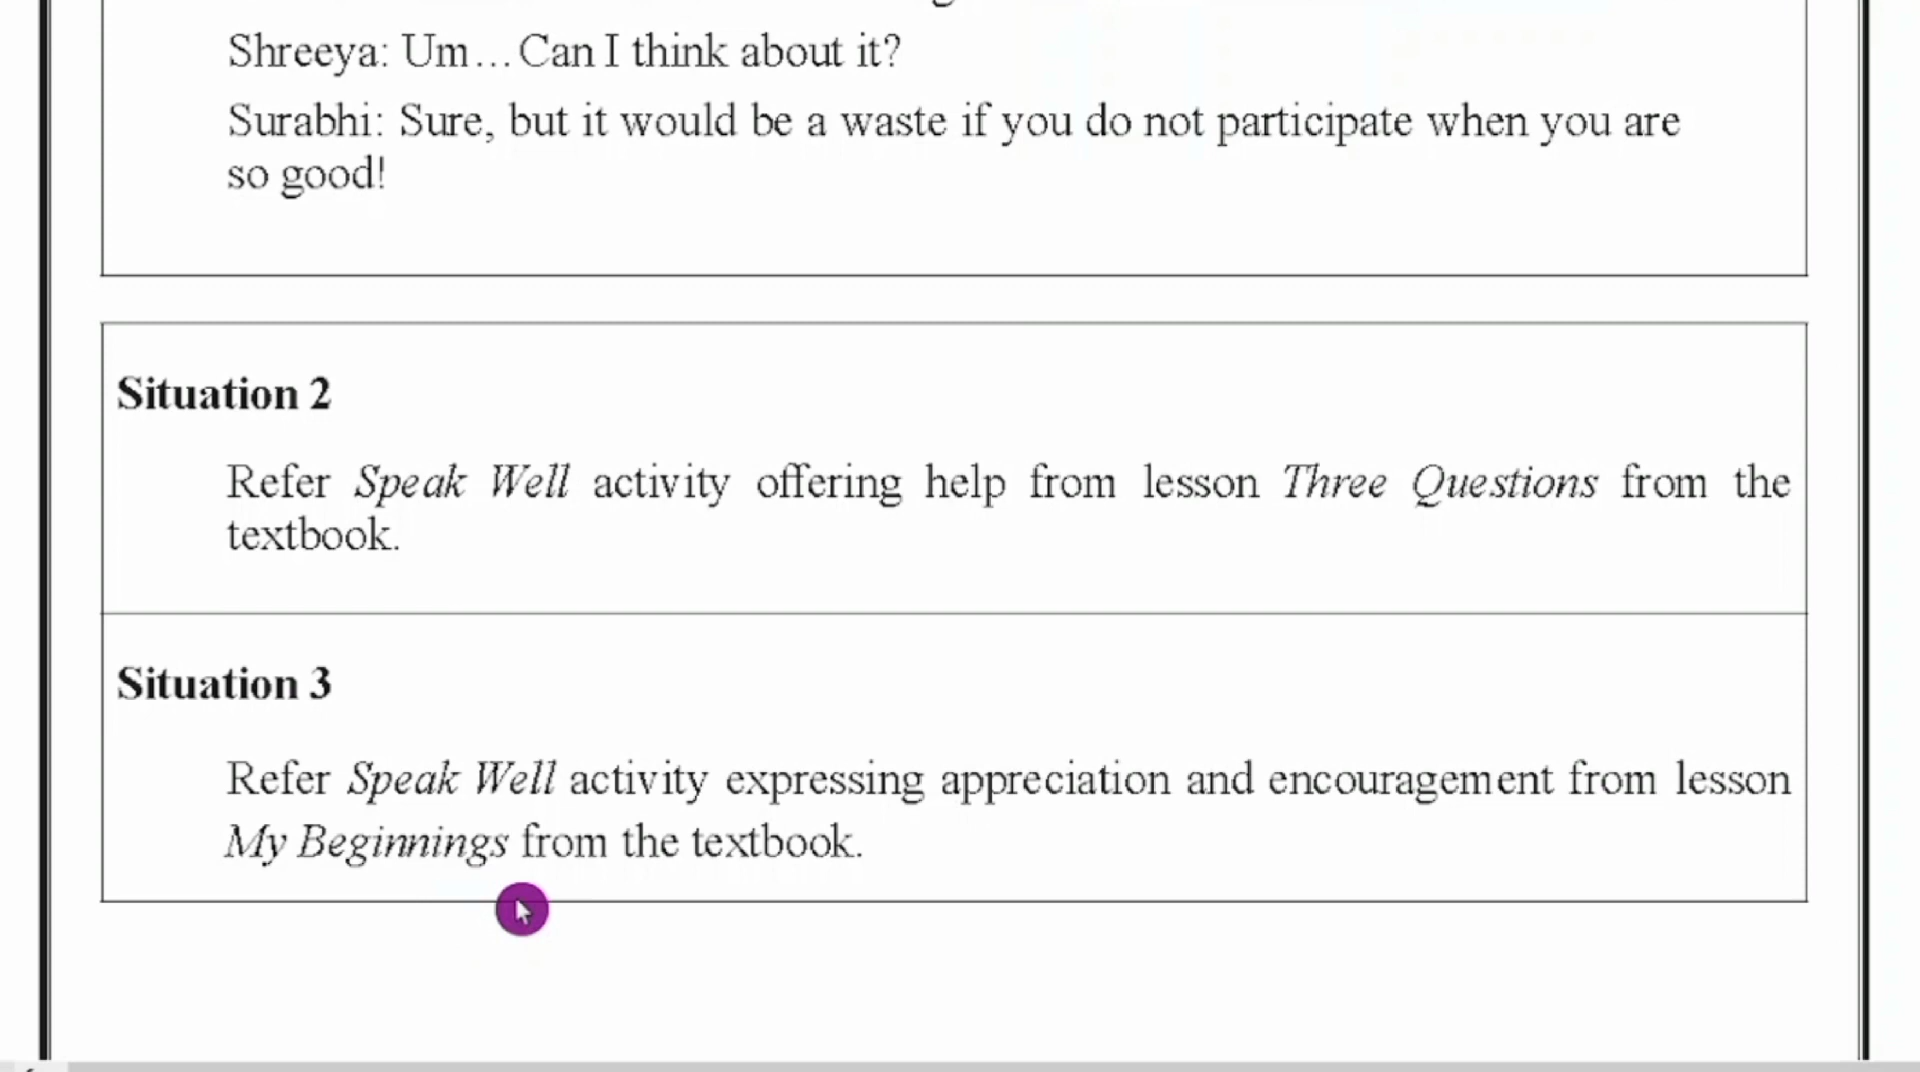 Shreeya: Um...Can I think about it?
Surabhi: Sure, but it would be a waste if you do not participate when you are
so good!
Situation 2
Refer Speak Well activity offering help from lesson Three Questions from the
textbook.
Situation 3
Refer Speak Well activity expressing appreciation and encouragement from lesson
My Beginnings from the textbook.